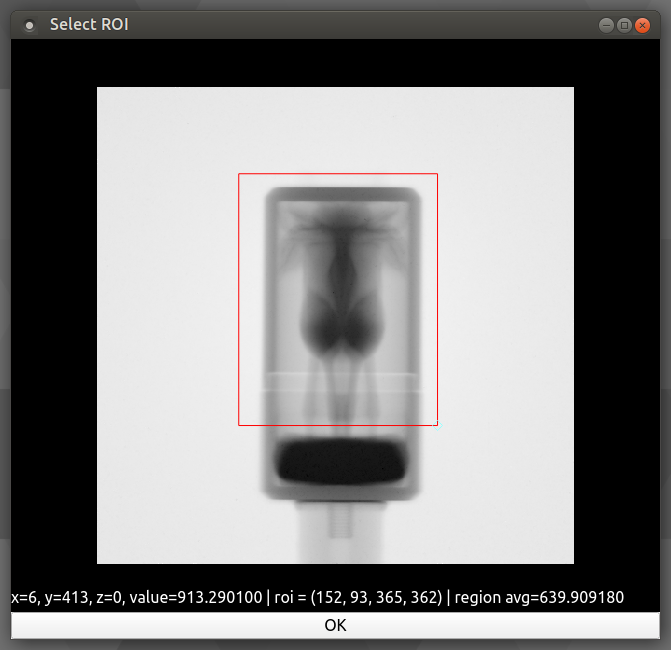 Select ROI
x=6, y=413, z=0, value=913.290100 | roi = (152, 93, 365, 362) | region avg=639.909180
OK